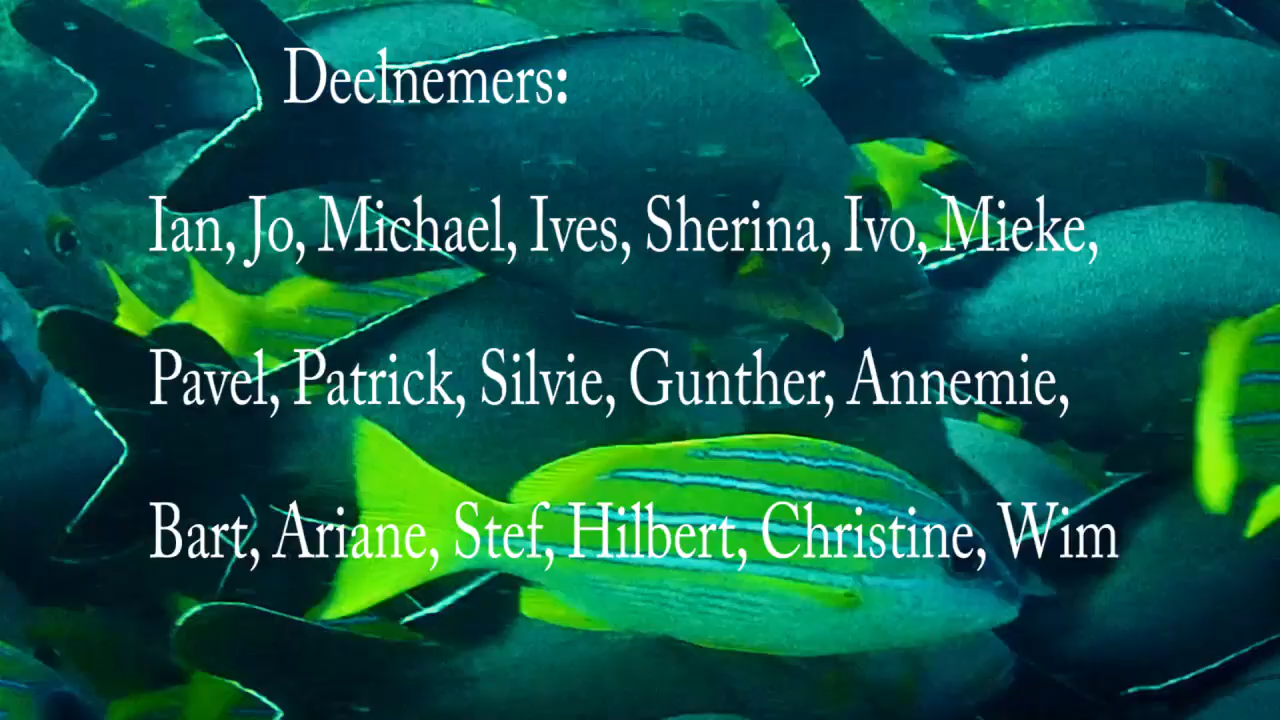 Deelnemers:
Ian, Jo, Michael, Ives, Sherina, Ivo, Mieke,
Pavel, Patrick, Silvie, Gunther, Annemie,
Bart, Ariane, Stef, Hilbert, Christine, Wim